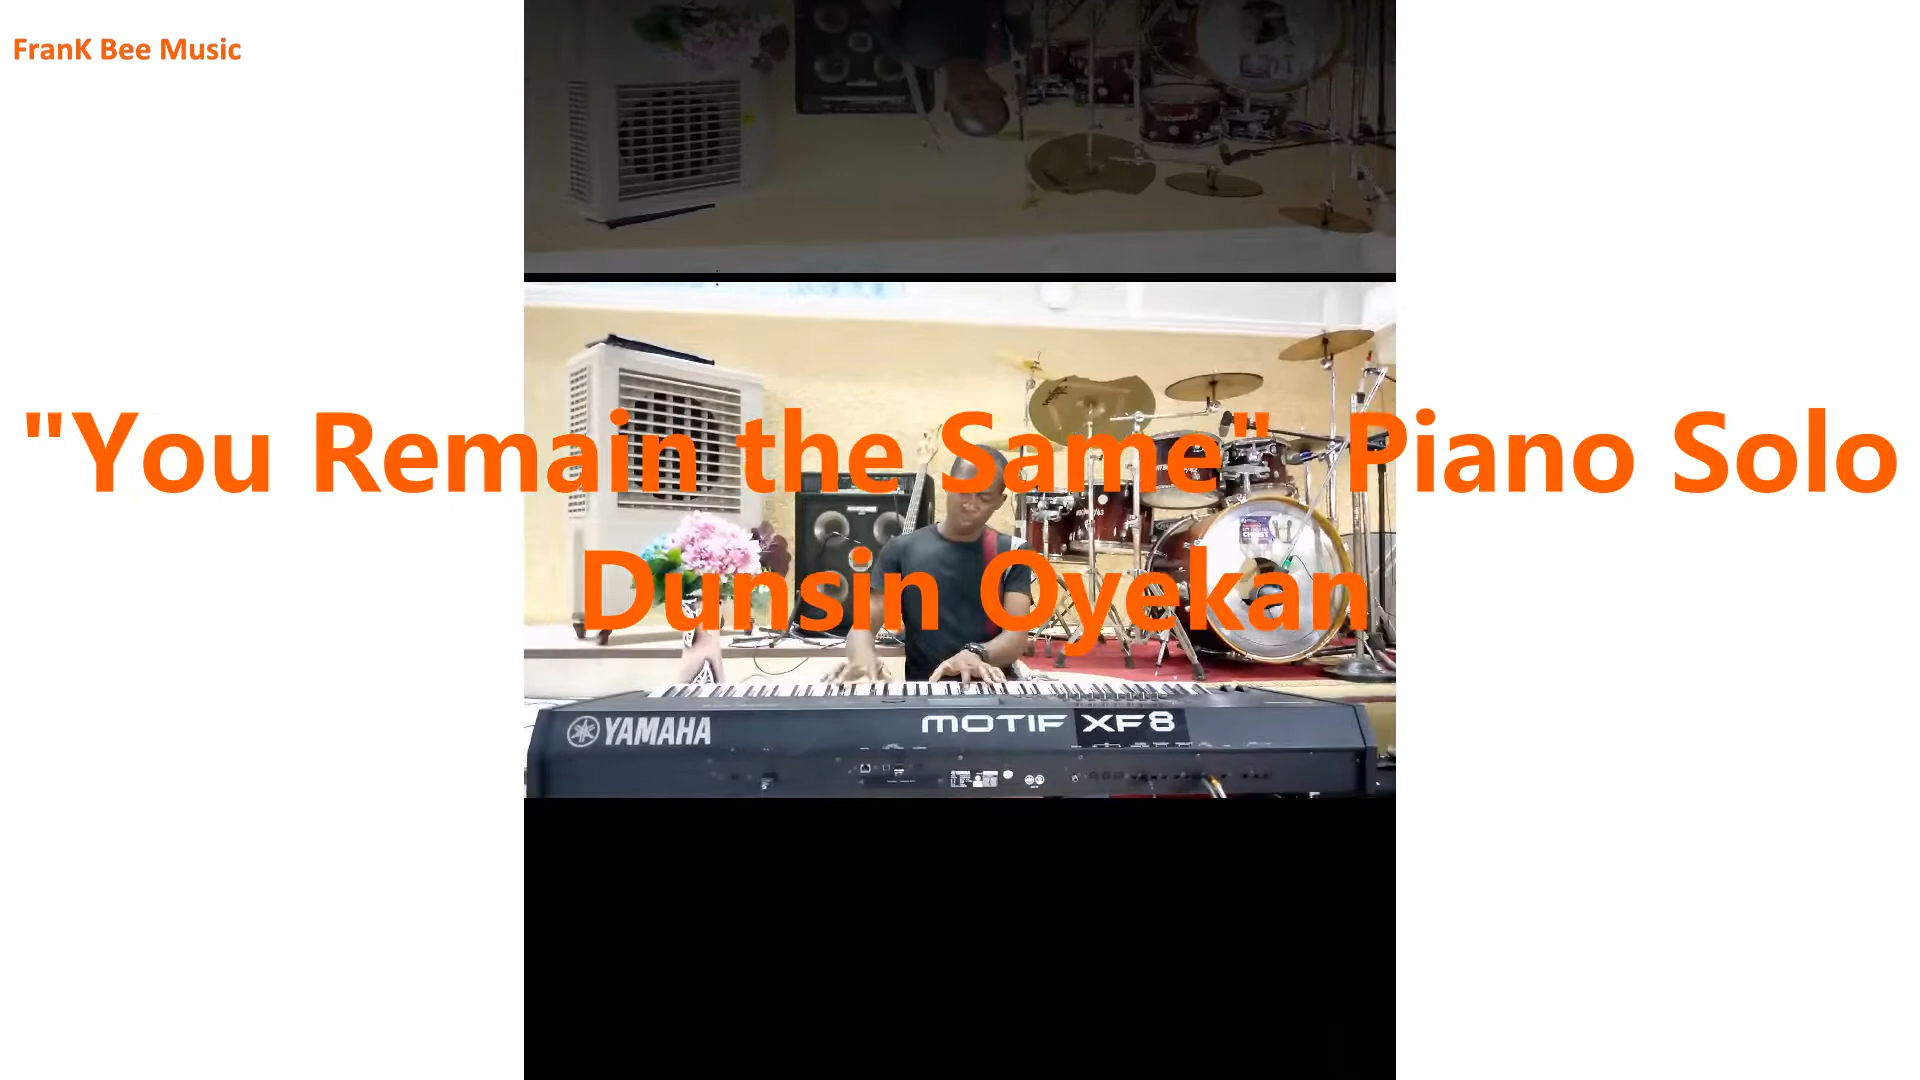 FranK Bee Music
"You Remain the Same" Piano Solo
Dunsin Oyekan
YAMAHA
MOTIF XF8